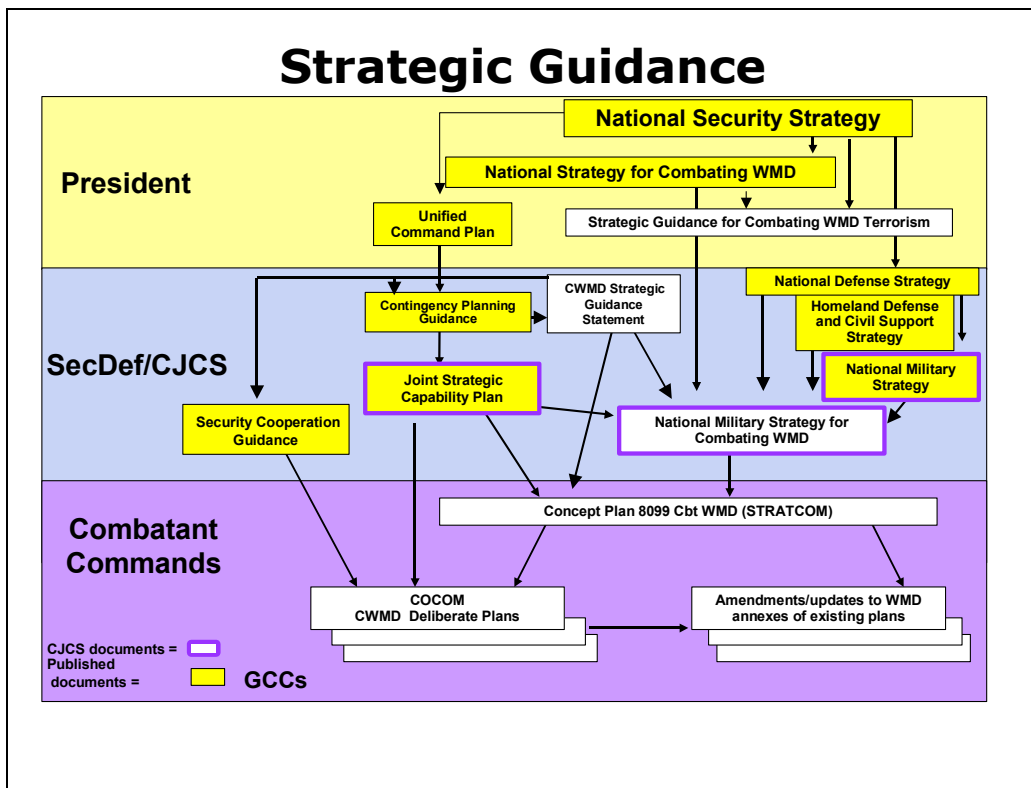 Strategic Guidance
National Security Strategy
President
National Strategy for Combating WMD
Unified
Command Plan
Strategic Guidance for Combating WMD Terrorism
National Defense Strategy
CWMD Strategic
Guidance
Statement
Contingency Planning
Guidance
Homeland Defense
and Civil Support
Strategy
SecDef/CJCS
National Military
Strategy
Joint Strategic
Capability Plan
Security Cooperation
Guidance
National Military Strategy for
Combating WMD
Combatant
Commands
Concept Plan 8099 Cbt WMD (STRATCOM)
COCOM
CWMD Deliberate Plans
Amendments/updates to WMD
annexes of existing plans
CJCS documents =
Published
documents =
GCCs